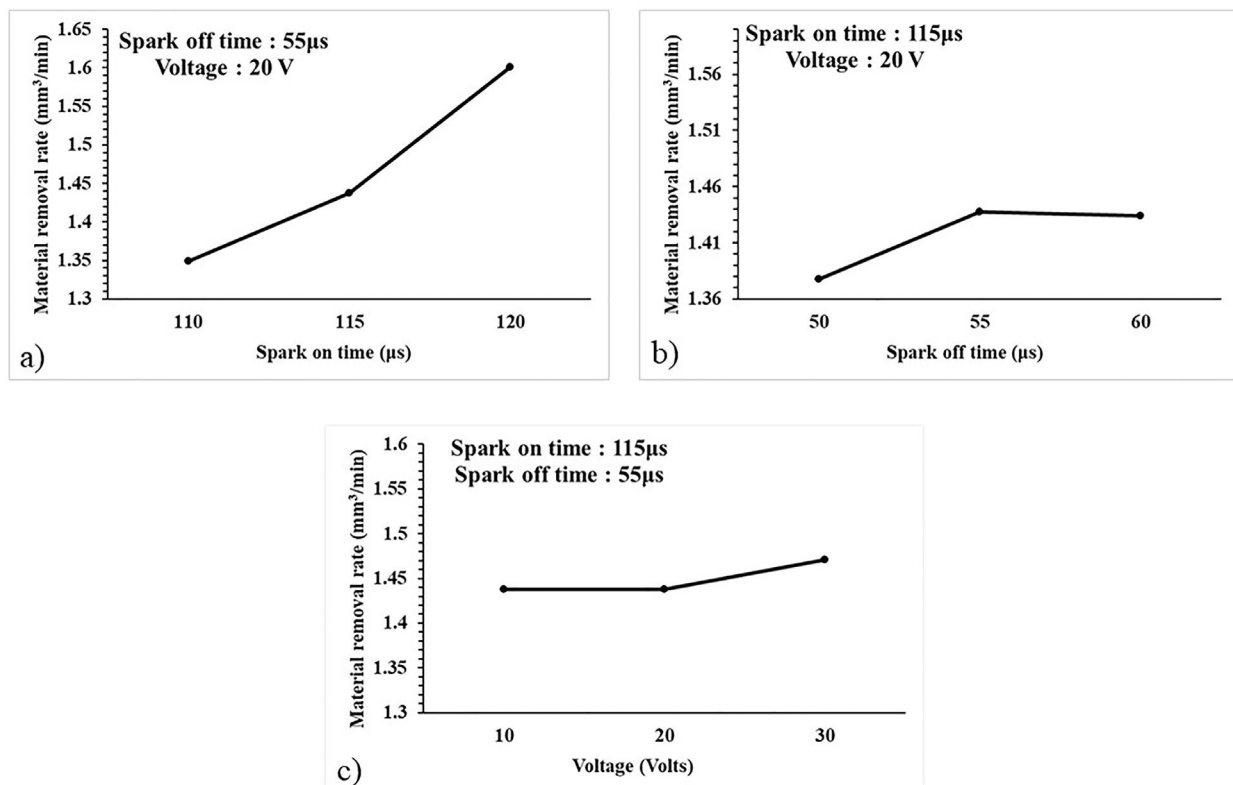 Spark off time : 55µs
Voltage : 20 V
Material removal rate (mm³/min)
1.65
1.6
1.55
1.5
1.45
1.4
1.35
1.3
110 115 120
Spark on time (µs)
a)
Spark on time : 115µs
Voltage : 20 V
Material removal rate (mm³/min)
1.56
1.51
1.46
1.41
1.36
50 55 60
Spark off time (µs)
b)
Spark on time : 115µs
Spark off time : 55µs
Material removal rate (mm³/min)
1.6
1.55
1.5
1.45
1.4
1.35
1.3
10 20 30
Voltage (Volts)
c)